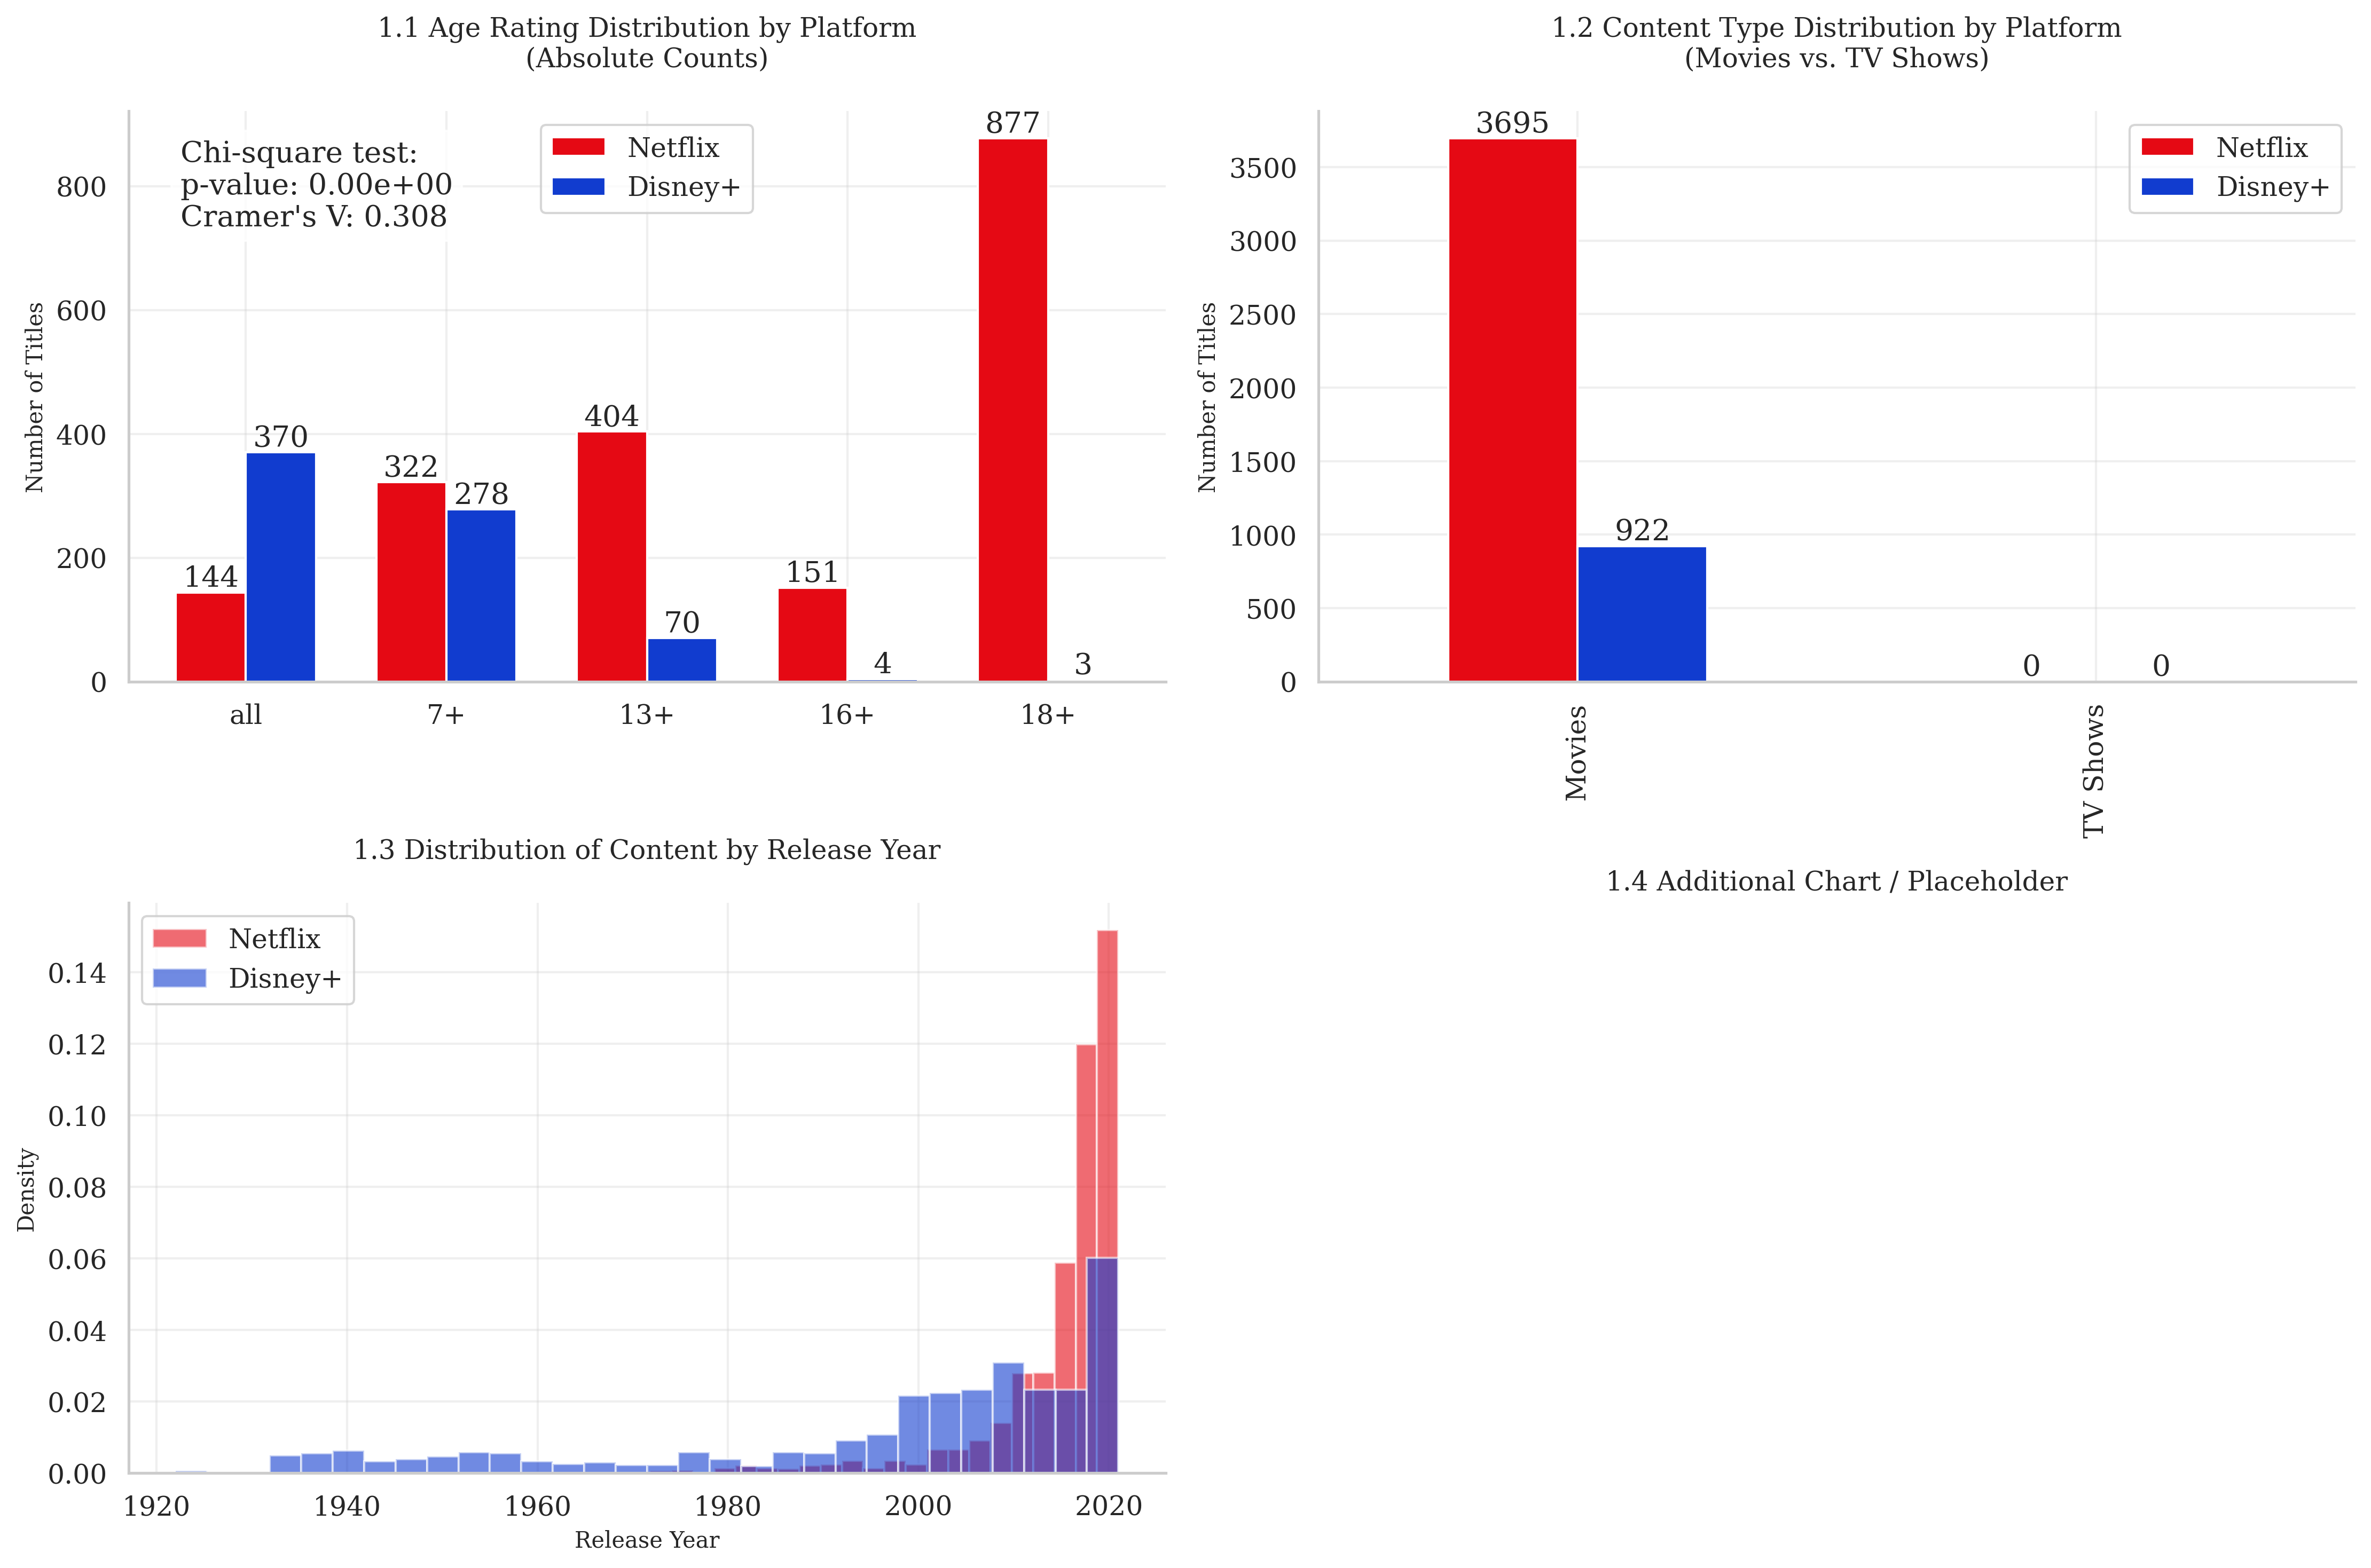 1.1 Age Rating Distribution by Platform
(Absolute Counts)
Chi-square test:
p-value: 0.00e+00
Cramer's V: 0.308
Netflix
Disney+
Number of Titles
800
600
400
200
0
144
370
322
278
404
70
151
4
877
3
all
7+
13+
16+
18+
1.2 Content Type Distribution by Platform
(Movies vs. TV Shows)
Netflix
Disney+
Number of Titles
3500
3000
2500
2000
1500
1000
500
0
3695
922
0
0
Movies
TV Shows
1.3 Distribution of Content by Release Year
Netflix
Disney+
Density
0.14
0.12
0.10
0.08
0.06
0.04
0.02
0.00
1920
1940
1960
1980
2000
2020
Release Year
1.4 Additional Chart / Placeholder